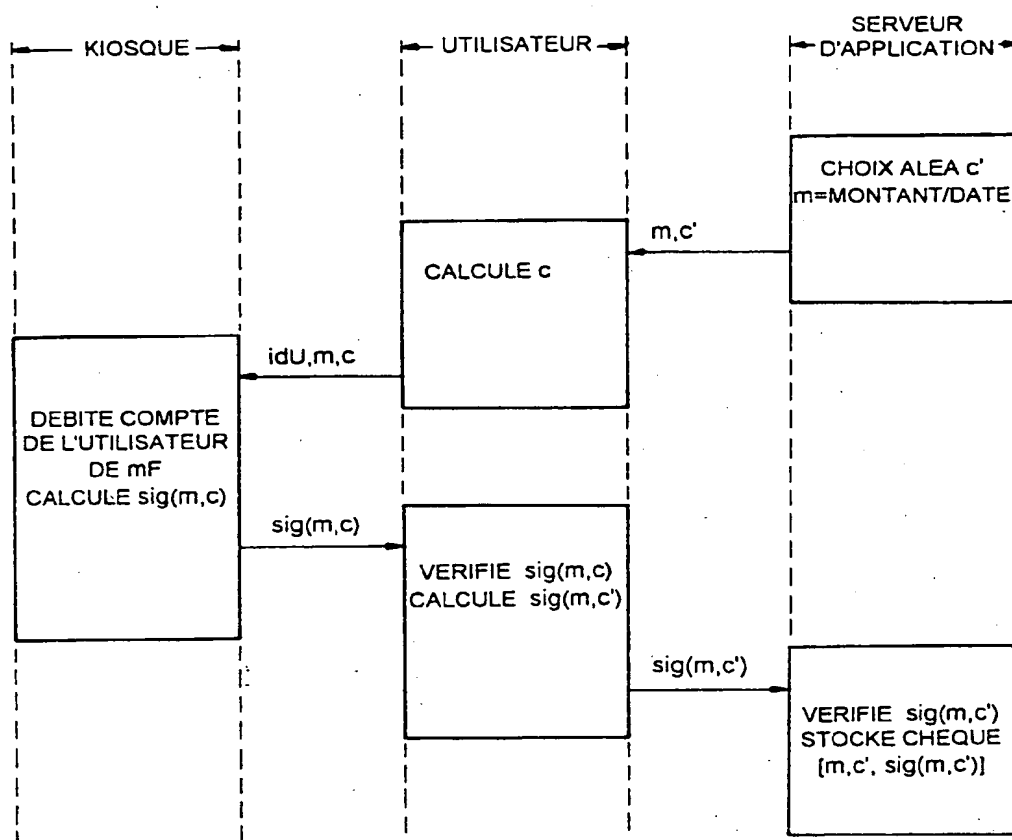 KIOSQUE
UTILISATEUR
SERVEUR
D'APPLICATION
CHOIX ALEA c'
m=MONTANT/DATE
m,c'
CALCULE c
idU,m,c
DEBITE COMPTE
DE L'UTILISATEUR
DE mF
CALCULE sig(m,c)
sig(m,c)
VERIFIE sig(m,c)
CALCULE sig(m,c')
sig(m,c')
VERIFIE sig(m,c')
STOCKE CHEQUE
[m,c', sig(m,c')]